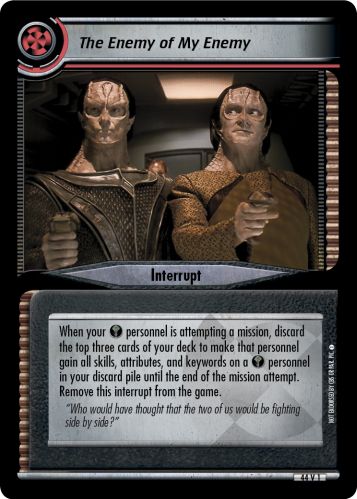 The Enemy of My Enemy
Interrupt
When your personnel is attempting a mission, discard
the top three cards of your deck to make that personnel
gain all skills, attributes, and keywords on a personnel
in your discard pile until the end of the mission attempt.
Remove this interrupt from the game.
"Who would have thought that the two of us would be fighting
side by side?"
NOT ENDORSED BY CBS OR PAR. PIC.
44 V 1